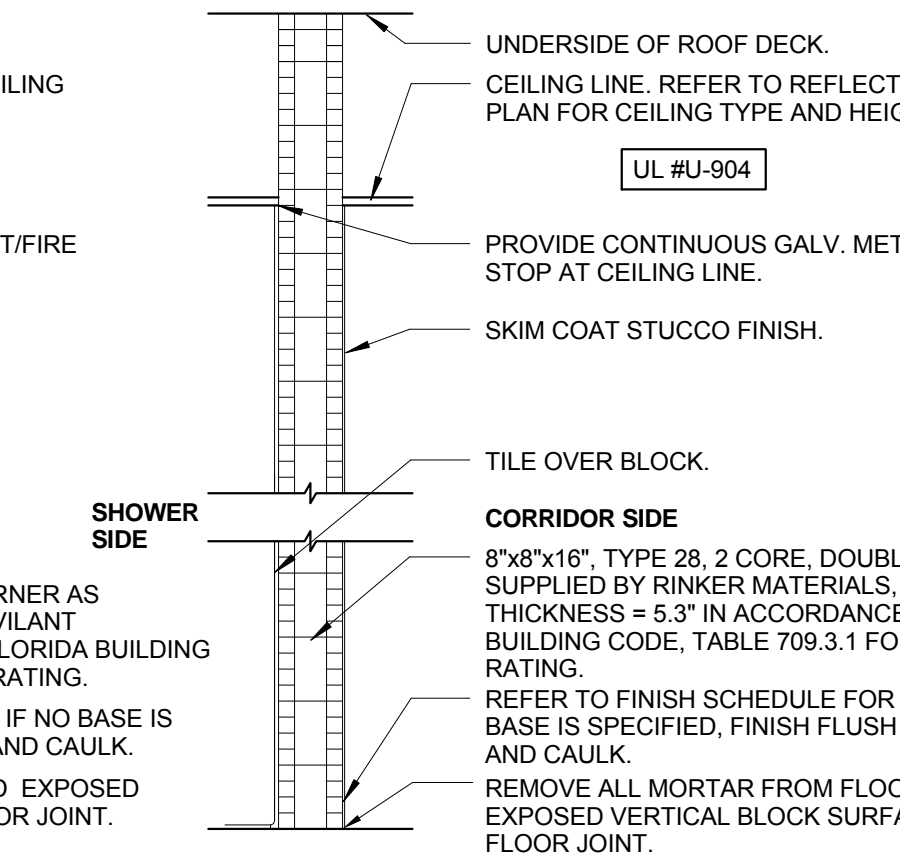 ILING
T/FIRE
SHOWER
SIDE
RNER AS
VILANT
LORIDA BUILDING
RATING.
IF NO BASE IS
AND CAULK.
EXPOSED
OR JOINT.
UNDERSIDE OF ROOF DECK.
CEILING LINE. REFER TO REFLECT
PLAN FOR CEILING TYPE AND HEIG
UL #U-904
PROVIDE CONTINUOUS GALV. MET
STOP AT CEILING LINE.
SKIM COAT STUCCO FINISH.
TILE OVER BLOCK.
CORRIDOR SIDE
8"x8"x16", TYPE 28, 2 CORE, DOUBL
SUPPLIED BY RINKER MATERIALS,
THICKNESS = 5.3" IN ACCORDANCE
BUILDING CODE, TABLE 709.3.1 FO
RATING.
REFER TO FINISH SCHEDULE FOR
BASE IS SPECIFIED, FINISH FLUSH
AND CAULK.
REMOVE ALL MORTAR FROM FLOO
EXPOSED VERTICAL BLOCK SURFA
FLOOR JOINT.